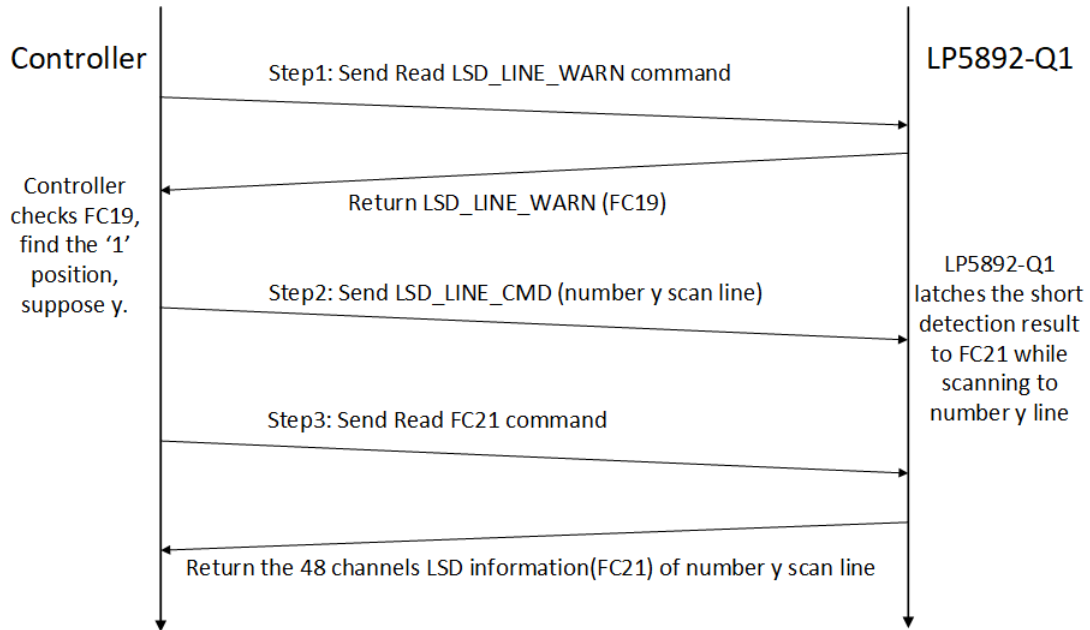 Controller
LP5892-Q1
Step1: Send Read LSD_LINE_WARN command
Return LSD_LINE_WARN (FC19)
Controller
checks FC19,
find the ‘1’
position,
suppose y.
Step2: Send LSD_LINE_CMD (number y scan line)
LP5892-Q1
latches the short
detection result
to FC21 while
scanning to
number y line
Step3: Send Read FC21 command
Return the 48 channels LSD information(FC21) of number y scan line